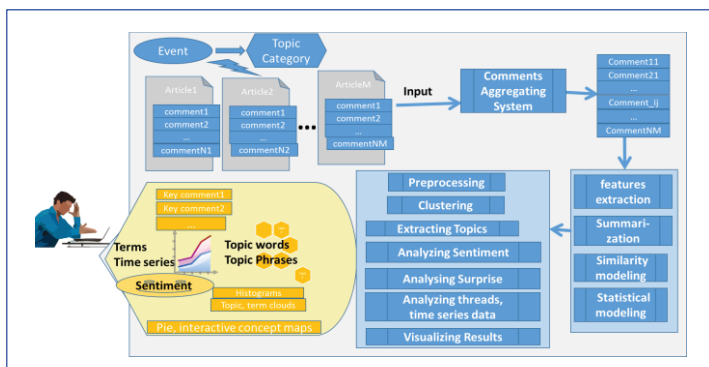 Event
Topic
Category
Article1
comment1
comment2
...
commentN1
Article2
comment1
comment2
...
commentN2
ArticleM
comment1
comment2
...
commentNM
Input
Comments
Aggregating
System
Comment11
Comment21
...
Comment_ij
...
CommentNM
features
extraction
Summari-
zation
Similarity
modeling
Statistical
modeling
Preprocessing
Clustering
Extracting Topics
Analyzing Sentiment
Analysing Surprise
Analyzing threads,
time series data
Visualizing Results
Key comment1
Key comment2
...
Terms
Time series
Topic words
Topic Phrases
Sentiment
Histograms
Topic, term clouds
Pie, interactive concept maps